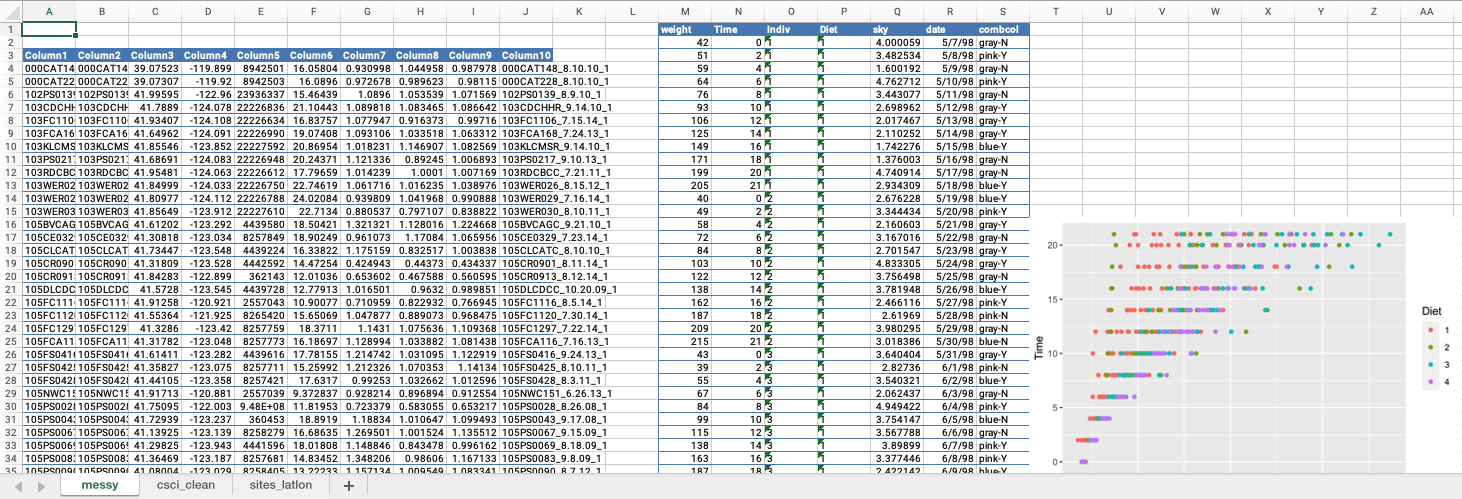 A B C D E F G H I J K L M N O P Q R S T U V W X Y Z AA
1 weight Time Indiv Diet sky date combcol
2 42 0 1 1 4.000059 5/7/98 gray-N
3 Column1 Column2 Column3 Column4 Column5 Column6 Column7 Column8 Column9 Column10 51 2 1 1 3.482534 5/8/98 pink-Y
4 000CAT14 000CAT14 39.07523 -119.899 8942501 16.05804 0.930998 1.044958 0.987978 000CAT148_8.10.10_1 59 4 1 1 1.600192 5/9/98 gray-N
5 000CAT22 000CAT22 39.07307 -119.92 8942503 16.0896 0.972678 0.989623 0.98115 000CAT228_8.10.10_1 64 6 1 1 4.762712 5/10/98 pink-Y
6 102PS0139 102PS0139 41.99595 -122.96 23936337 15.46439 1.0896 1.053539 1.071569 102PS0139_8.9.10_1 76 8 1 1 3.443077 5/11/98 gray-N
7 103CDCHH 103CDCHH 41.7889 -124.078 22226836 21.10443 1.089818 1.083465 1.086642 103CDCHHR_9.14.10_1 93 10 1 1 2.698962 5/12/98 gray-Y
8 103FC110 103FC110 41.93407 -124.108 22226634 16.83757 1.077947 0.916373 0.99716 103FC1106_7.15.14_1 106 12 1 1 2.017467 5/13/98 gray-Y
9 103FCA16 103FCA16 41.64962 -124.091 22226990 19.07408 1.093106 1.033518 1.063312 103FCA168_7.24.13_1 125 14 1 1 2.110252 5/14/98 gray-Y
10 103KLCMS 103KLCMS 41.85546 -123.852 22227592 20.86954 1.018231 1.146907 1.082569 103KLCMSR_9.14.10_1 149 16 1 1 1.742276 5/15/98 blue-Y
11 103PS0217 103PS0217 41.68691 -124.083 22226948 20.24371 1.121336 0.89245 1.006893 103PS0217_9.10.13_1 171 18 1 1 1.376003 5/16/98 gray-N
12 103RDCBC 103RDCBC 41.95481 -124.063 22226612 17.79659 1.014239 1.0001 1.007169 103RDCBCC_7.21.11_1 199 20 1 1 4.740914 5/17/98 gray-N
13 103WER02 103WER02 41.84999 -124.033 22226750 22.74619 1.061716 1.016235 1.038976 103WER026_8.15.12_1 205 21 1 1 2.934309 5/18/98 blue-Y
14 103WER02 103WER02 41.80977 -124.112 22226788 24.02084 0.939809 1.041968 0.990888 103WER029_7.16.14_1 40 0 2 1 2.676228 5/19/98 blue-Y
15 103WER03 103WER03 41.85649 -123.912 22227610 22.7134 0.880537 0.797107 0.838822 103WER030_8.10.11_1 49 2 2 1 3.344434 5/20/98 pink-Y
16 105BVCAG 105BVCAG 41.61202 -123.292 4439580 18.50421 1.321321 1.128016 1.224668 105BVCAGC_9.21.10_1 58 4 2 1 2.160603 5/21/98 gray-Y
17 105CE0329 105CE0329 41.30818 -123.034 8257849 18.90249 0.961073 1.17084 1.065956 105CE0329_7.23.14_1 72 6 2 1 3.167016 5/22/98 gray-N
18 105CLCAT 105CLCAT 41.73447 -123.548 4439224 16.33822 1.175159 0.832517 1.003838 105CLCATC_8.10.10_1 84 8 2 1 2.701547 5/23/98 gray-Y
19 105CR090 105CR090 41.31809 -123.528 4442592 14.47254 0.424943 0.44373 0.434337 105CR0901_8.11.14_1 103 10 2 1 4.833305 5/24/98 gray-Y
20 105CR091 105CR091 41.84283 -122.899 362143 12.01036 0.653602 0.467588 0.560595 105CR0913_8.12.14_1 122 12 2 1 3.756498 5/25/98 gray-N
21 105DLCDC 105DLCDC 41.5728 -123.545 4439728 12.77913 1.016501 0.9632 0.989851 105DLCDCC_10.20.09_1 138 14 2 1 3.781948 5/26/98 blue-Y
22 105FC111 105FC111 41.91258 -120.921 2557043 10.90077 0.710959 0.822932 0.766945 105FC1116_8.5.14_1 162 16 2 1 2.466116 5/27/98 pink-Y
23 105FC112 105FC112 41.55364 -121.925 8265420 15.65069 1.047877 0.889073 0.968475 105FC1120_7.30.14_1 187 18 2 1 2.61969 5/28/98 pink-N
24 105FC129 105FC129 41.3286 -123.42 8257759 18.3711 1.1431 1.075636 1.109368 105FC1297_7.22.14_1 209 20 2 1 3.980295 5/29/98 gray-N
25 105FCA11 105FCA11 41.31782 -123.048 8257773 16.18697 1.128994 1.033882 1.081438 105FCA116_7.16.13_1 215 21 2 1 3.018386 5/30/98 blue-N
26 105FS0416 105FS0416 41.61411 -123.282 4439616 17.78155 1.214742 1.031095 1.122919 105FS0416_9.24.13_1 43 0 3 1 3.640404 5/31/98 gray-Y
27 105FS0425 105FS0425 41.35827 -123.075 8257711 15.25992 1.212326 1.070353 1.14134 105FS0425_8.10.11_1 39 2 3 1 2.82736 6/1/98 pink-N
28 105FS0428 105FS0428 41.44105 -123.358 8257421 17.6317 0.99253 1.032662 1.012596 105FS0428_8.3.11_1 55 4 3 1 3.540321 6/2/98 blue-Y
29 105NWC15 105NWC15 41.91713 -120.881 2557059 9.372837 0.928214 0.896894 0.912554 105NWC151_6.26.13_1 67 6 3 1 2.062437 6/3/98 gray-N
30 105PS0028 105PS0028 41.75095 -122.003 9.48E+08 11.81953 0.723379 0.583055 0.653217 105PS0028_8.26.08_1 84 8 3 1 4.949422 6/4/98 pink-Y
31 105PS0043 105PS0043 41.72939 -123.237 360453 18.8919 1.18834 1.010647 1.099493 105PS0043_9.17.08_1 99 10 3 1 3.754147 6/5/98 blue-N
32 105PS0067 105PS0067 41.13925 -122.139 8258279 16.68635 1.269501 1.001524 1.135512 105PS0067_9.15.09_1 115 12 3 1 3.567788 6/6/98 gray-N
33 105PS0069 105PS0069 41.29825 -122.943 4441596 18.01808 1.148846 0.843478 0.996162 105PS0069_8.18.09_1 138 14 3 1 3.89899 6/7/98 pink-Y
34 105PS0083 105PS0083 41.36469 -123.187 8257681 14.83452 1.348206 0.98606 1.167133 105PS0083_9.8.09_1 163 16 3 1 3.377446 6/8/98 pink-Y
35 105PS0090 105PS0090 41.08004 -123.029 8258405 13.22233 1.157134 1.009549 1.083341 105PS0090_8.7.12_1 187 18 3 1 2.422142 6/9/98 blue-Y
20
15
10
5
0
Time
Diet
1
2
3
4
messy csci_clean sites_latlon +